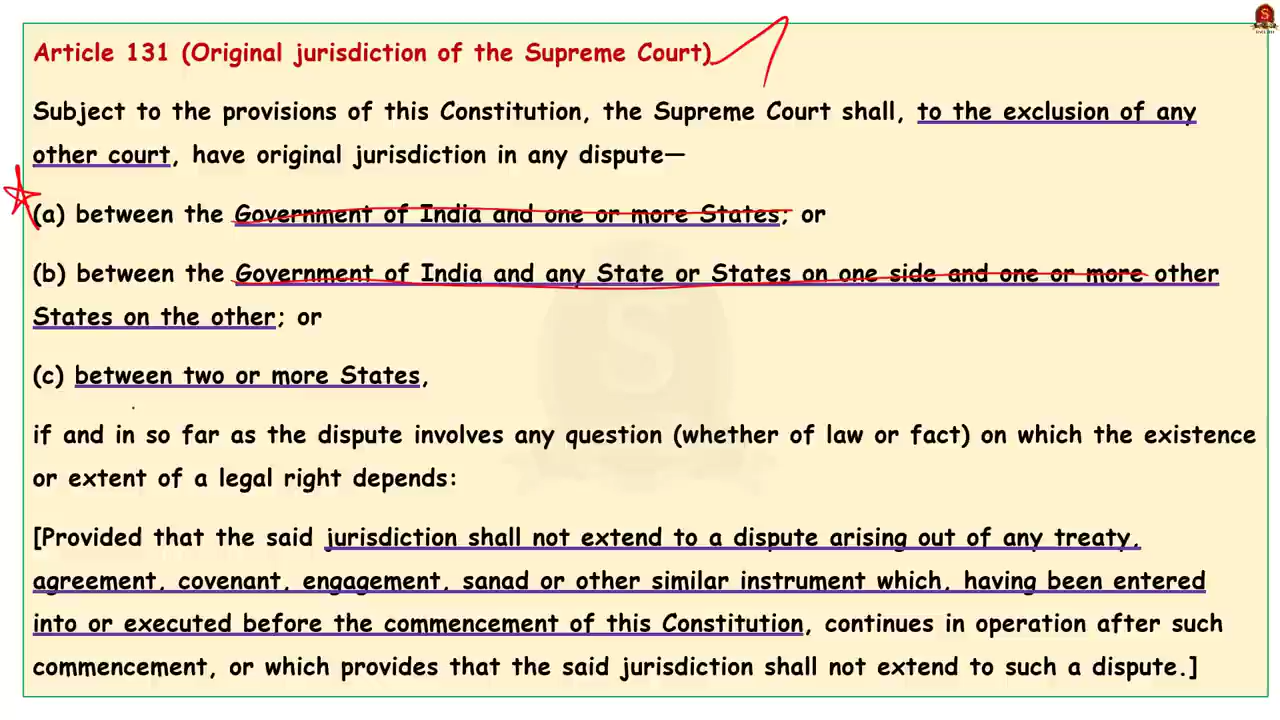 Article 131 (Original jurisdiction of the Supreme Court)
Subject to the provisions of this Constitution, the Supreme Court shall, to the exclusion of any
other court, have original jurisdiction in any dispute—
(a) between the Government of India and one or more States; or
(b) between the Government of India and any State or States on one side and one or more other
States on the other; or
(c) between two or more States,
if and in so far as the dispute involves any question (whether of law or fact) on which the existence
or extent of a legal right depends:
[Provided that the said jurisdiction shall not extend to a dispute arising out of any treaty,
agreement, covenant, engagement, sanad or other similar instrument which, having been entered
into or executed before the commencement of this Constitution, continues in operation after such
commencement, or which provides that the said jurisdiction shall not extend to such a dispute.]